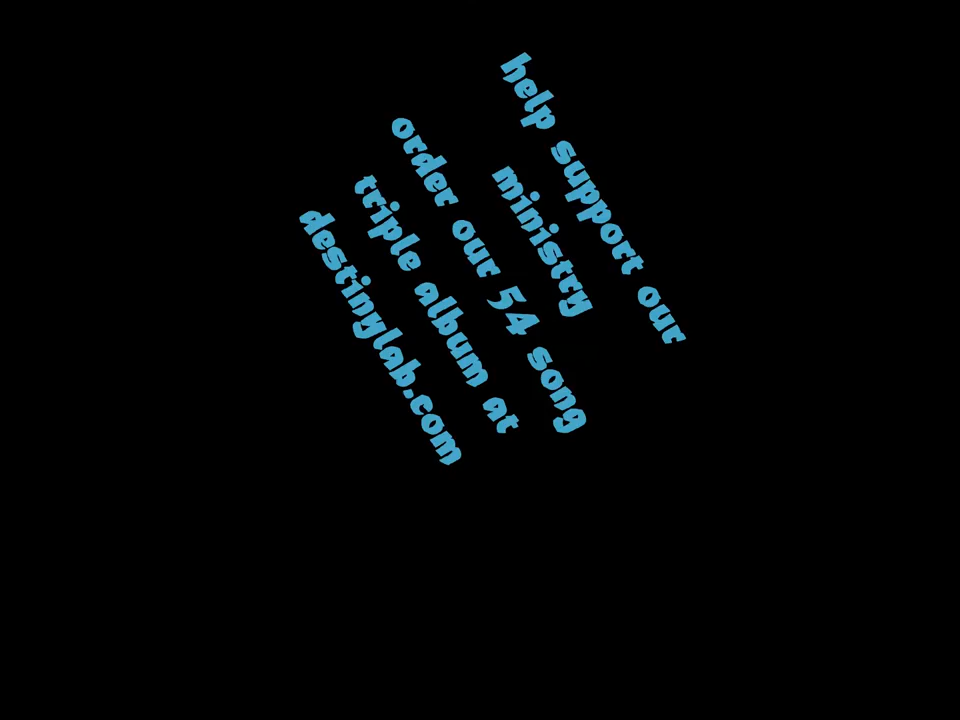 help support our
ministry
order our 54 song
triple album at
destinylab.com